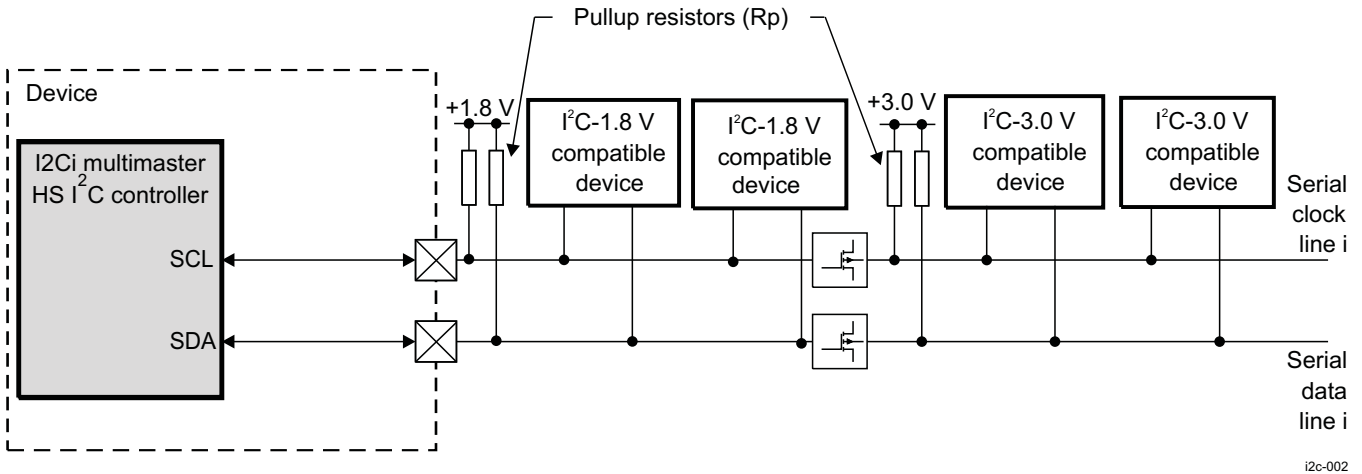 Pullup resistors (Rp)
Device
+1.8 V
I²C-1.8 V
compatible
device
I²C-1.8 V
compatible
device
+3.0 V
I²C-3.0 V
compatible
device
I²C-3.0 V
compatible
device
I2Ci multimaster
HS I²C controller
SCL
SDA
Serial
clock
line i
Serial
data
line i
i2c-002